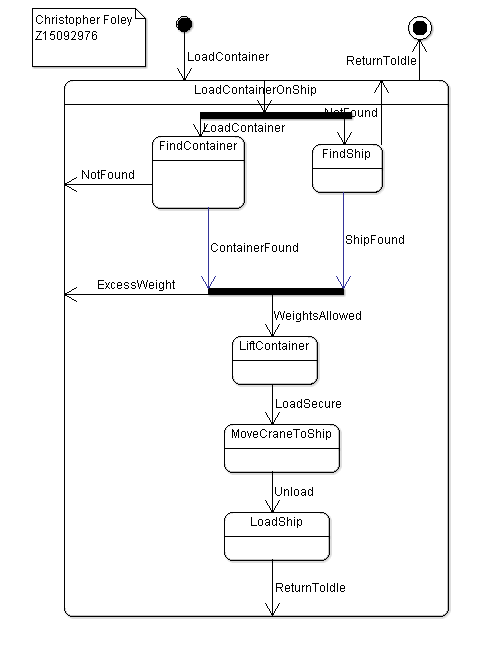 Christopher Foley
Z15092976
LoadContainer
ReturnToIdle
LoadContainerOnShip
NotFound
LoadContainer
FindContainer
FindShip
NotFound
ContainerFound
ShipFound
ExcessWeight
WeightsAllowed
LiftContainer
LoadSecure
MoveCraneToShip
Unload
LoadShip
ReturnToIdle